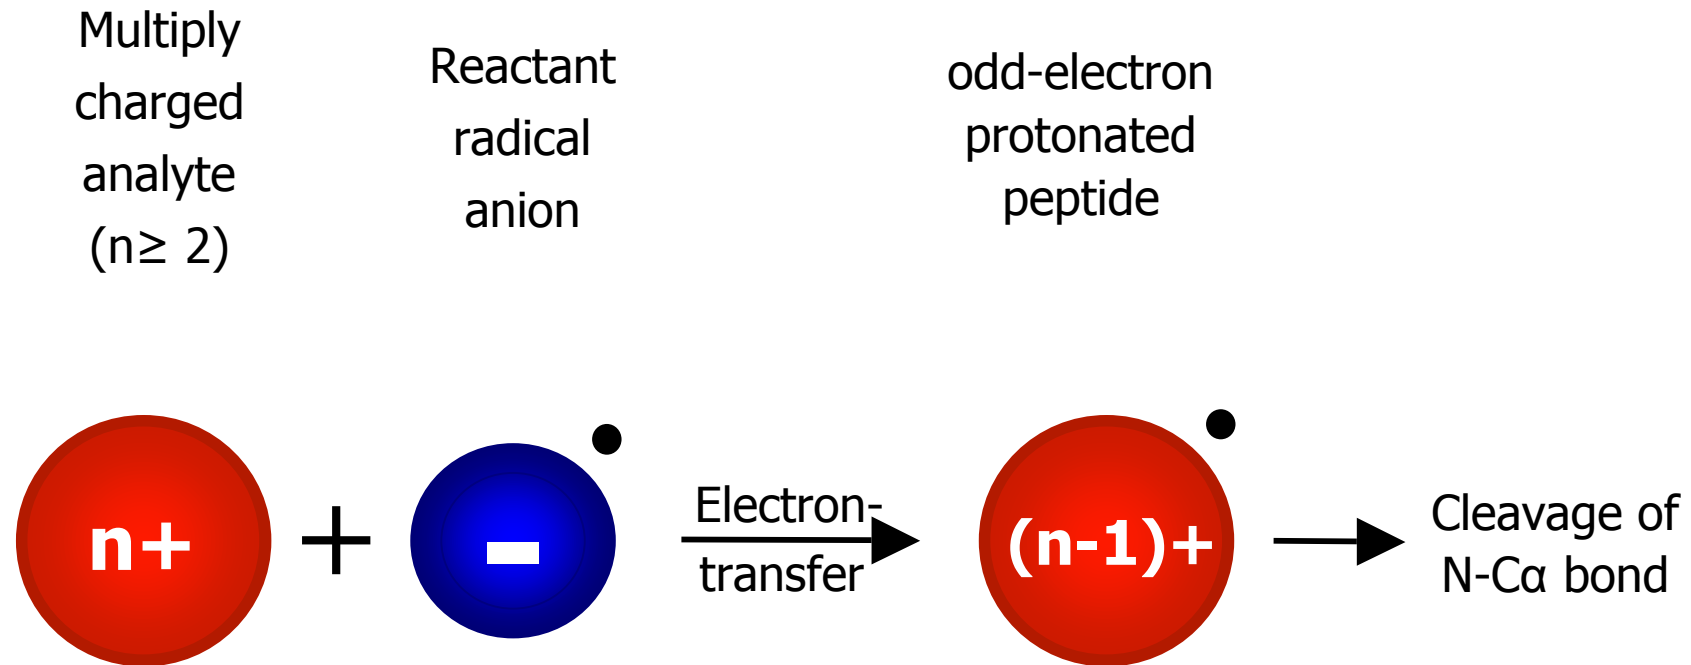 Multiply
charged
analyte
(n≥ 2)
Reactant
radical
anion
odd-electron
protonated
peptide
n+
+
-
Electron-
transfer
(n-1)+
Cleavage of
N-Cα bond